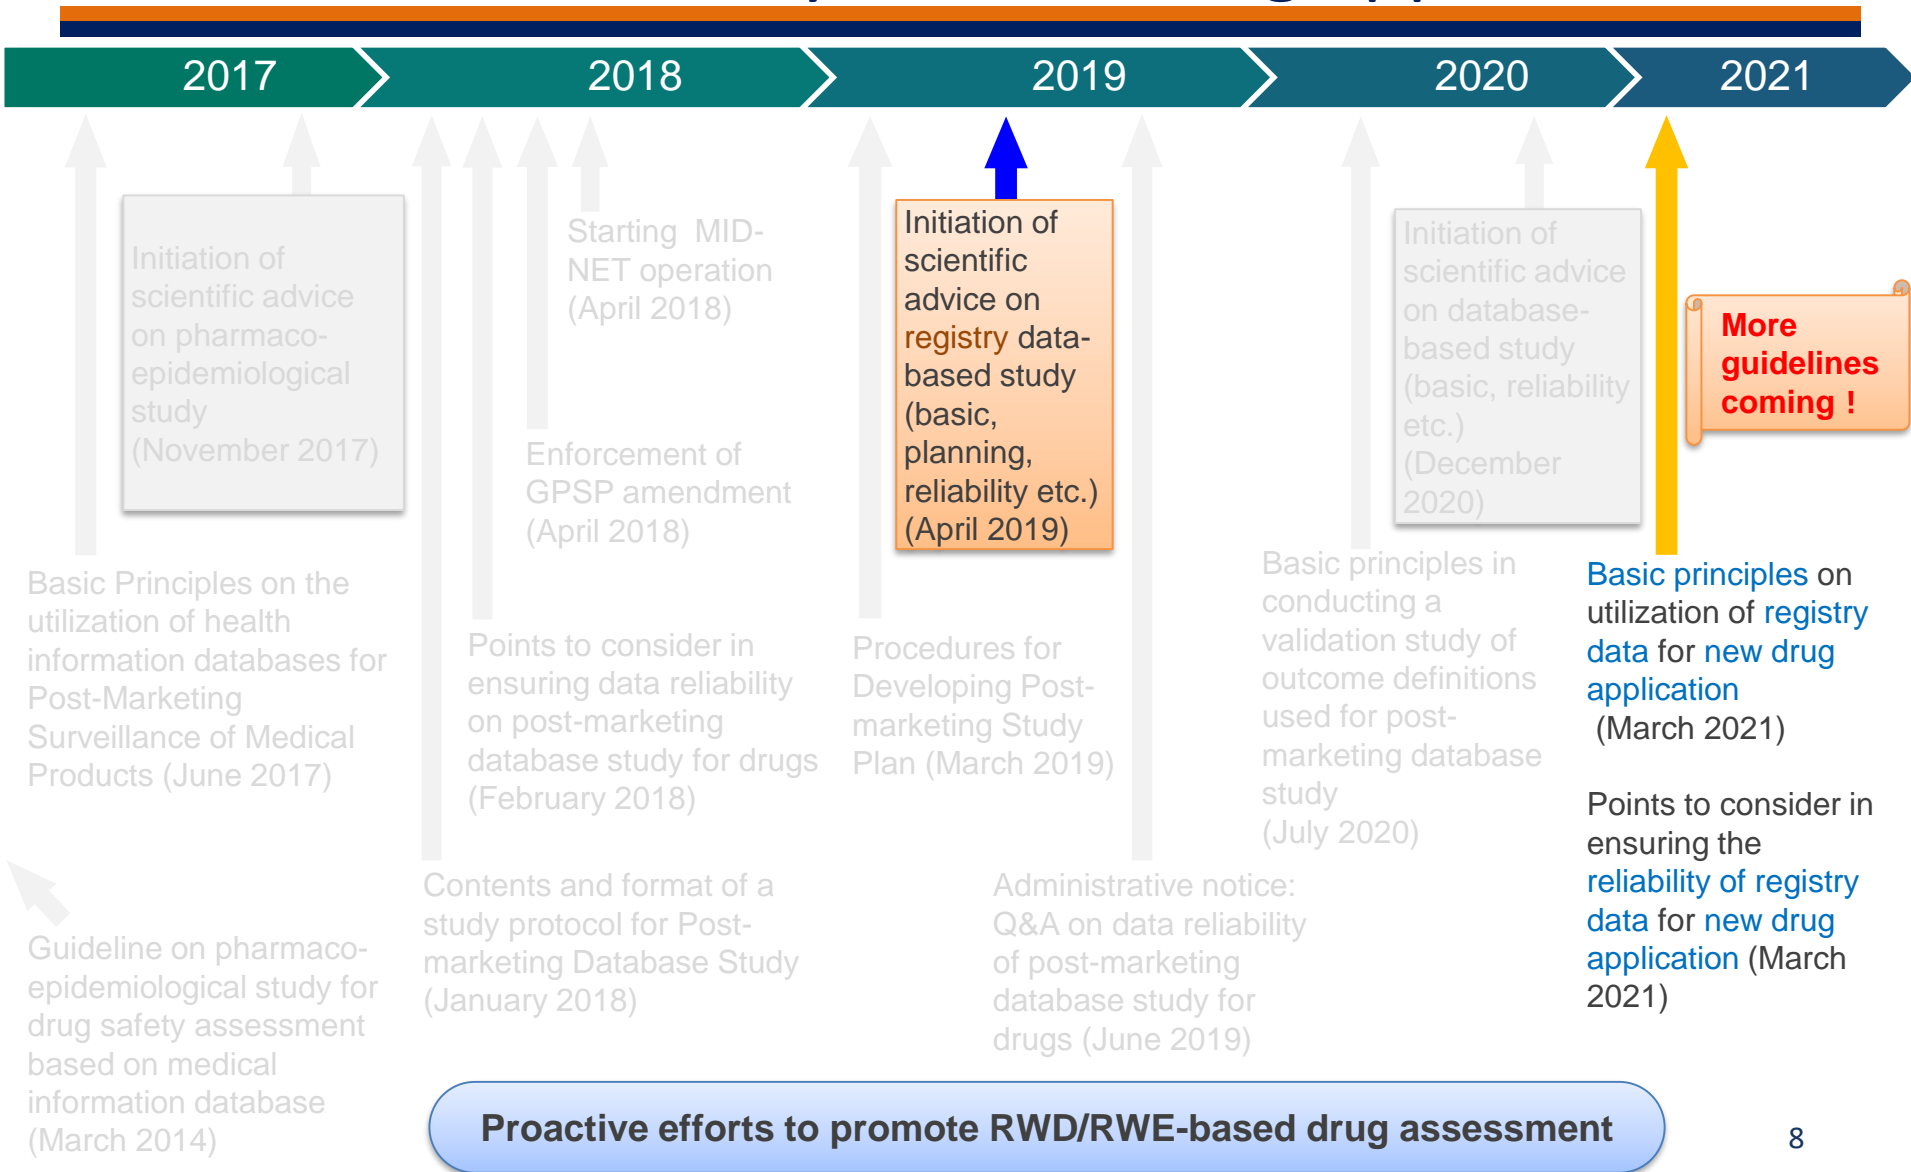 2017
2018
2019
2020
2021
Initiation of
scientific advice
on pharmaco-
epidemiological
study
(November 2017)
Starting MID-
NET operation
(April 2018)
Enforcement of
GPSP amendment
(April 2018)
Initiation of
scientific
advice on
registry data-
based study
(basic,
planning,
reliability etc.)
(April 2019)
Initiation of
scientific advice
on database-
based study
(basic, reliability
etc.)
(December
2020)
More
guidelines
coming !
Basic Principles on the
utilization of health
information databases for
Post-Marketing
Surveillance of Medical
Products (June 2017)
Points to consider in
ensuring data reliability
on post-marketing
database study for drugs
(February 2018)
Procedures for
Developing Post-
marketing Study
Plan (March 2019)
Basic principles in
conducting a
validation study of
outcome definitions
used for post-
marketing database
study
(July 2020)
Basic principles on
utilization of registry
data for new drug
application
(March 2021)
Points to consider in
ensuring the
reliability of registry
data for new drug
application (March
2021)
Guideline on pharmaco-
epidemiological study for
drug safety assessment
based on medical
information database
(March 2014)
Contents and format of a
study protocol for Post-
marketing Database Study
(January 2018)
Administrative notice:
Q&A on data reliability
of post-marketing
database study for
drugs (June 2019)
Proactive efforts to promote RWD/RWE-based drug assessment
8